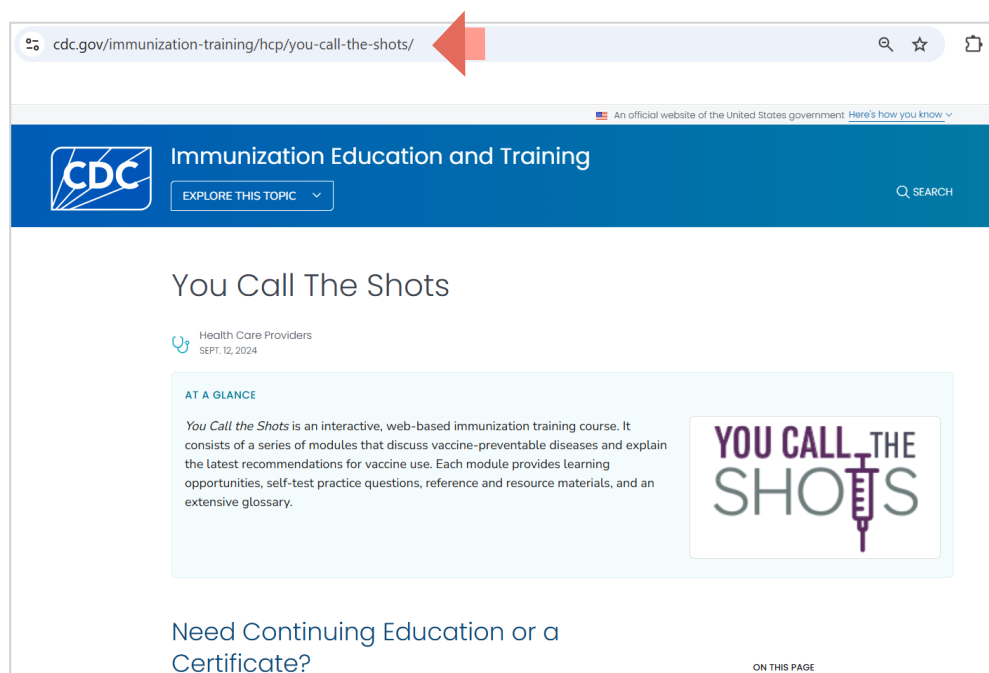 cdc.gov/immunization-training/hcp/you-call-the-shots/
An official website of the United States government Here's how you know
CDC
Immunization Education and Training
EXPLORE THIS TOPIC
SEARCH
You Call The Shots
Health Care Providers
SEPT. 12, 2024
AT A GLANCE
You Call the Shots is an interactive, web-based immunization training course. It
consists of a series of modules that discuss vaccine-preventable diseases and explain
the latest recommendations for vaccine use. Each module provides learning
opportunities, self-test practice questions, reference and resource materials, and an
extensive glossary.
YOU CALL THE
SHOTS
Need Continuing Education or a
Certificate?
ON THIS PAGE